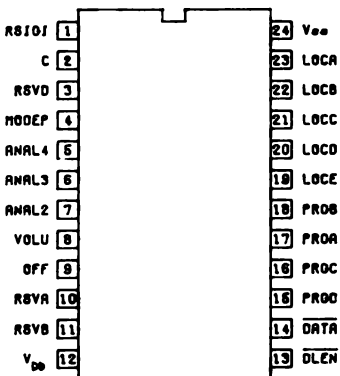 RSIGI 1
C 2
RSVD 3
MODEP 4
ANAL4 5
ANAL3 6
ANAL2 7
VOLU 8
OFF 9
RSVA 10
RSVB 11
VDD 12
24 Vss
23 LOCA
22 LOCB
21 LOCC
20 LOCD
19 LOCE
18 PROB
17 PROA
16 PROC
15 PROD
14 DATA
13 DLEN